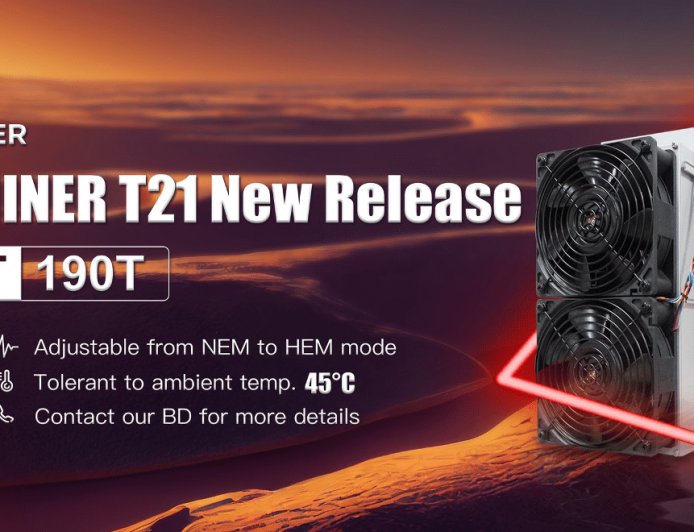 ER
INER T21 New Release
T 190T
Adjustable from NEM to HEM mode
Tolerant to ambient temp. 45°C
Contact our BD for more details